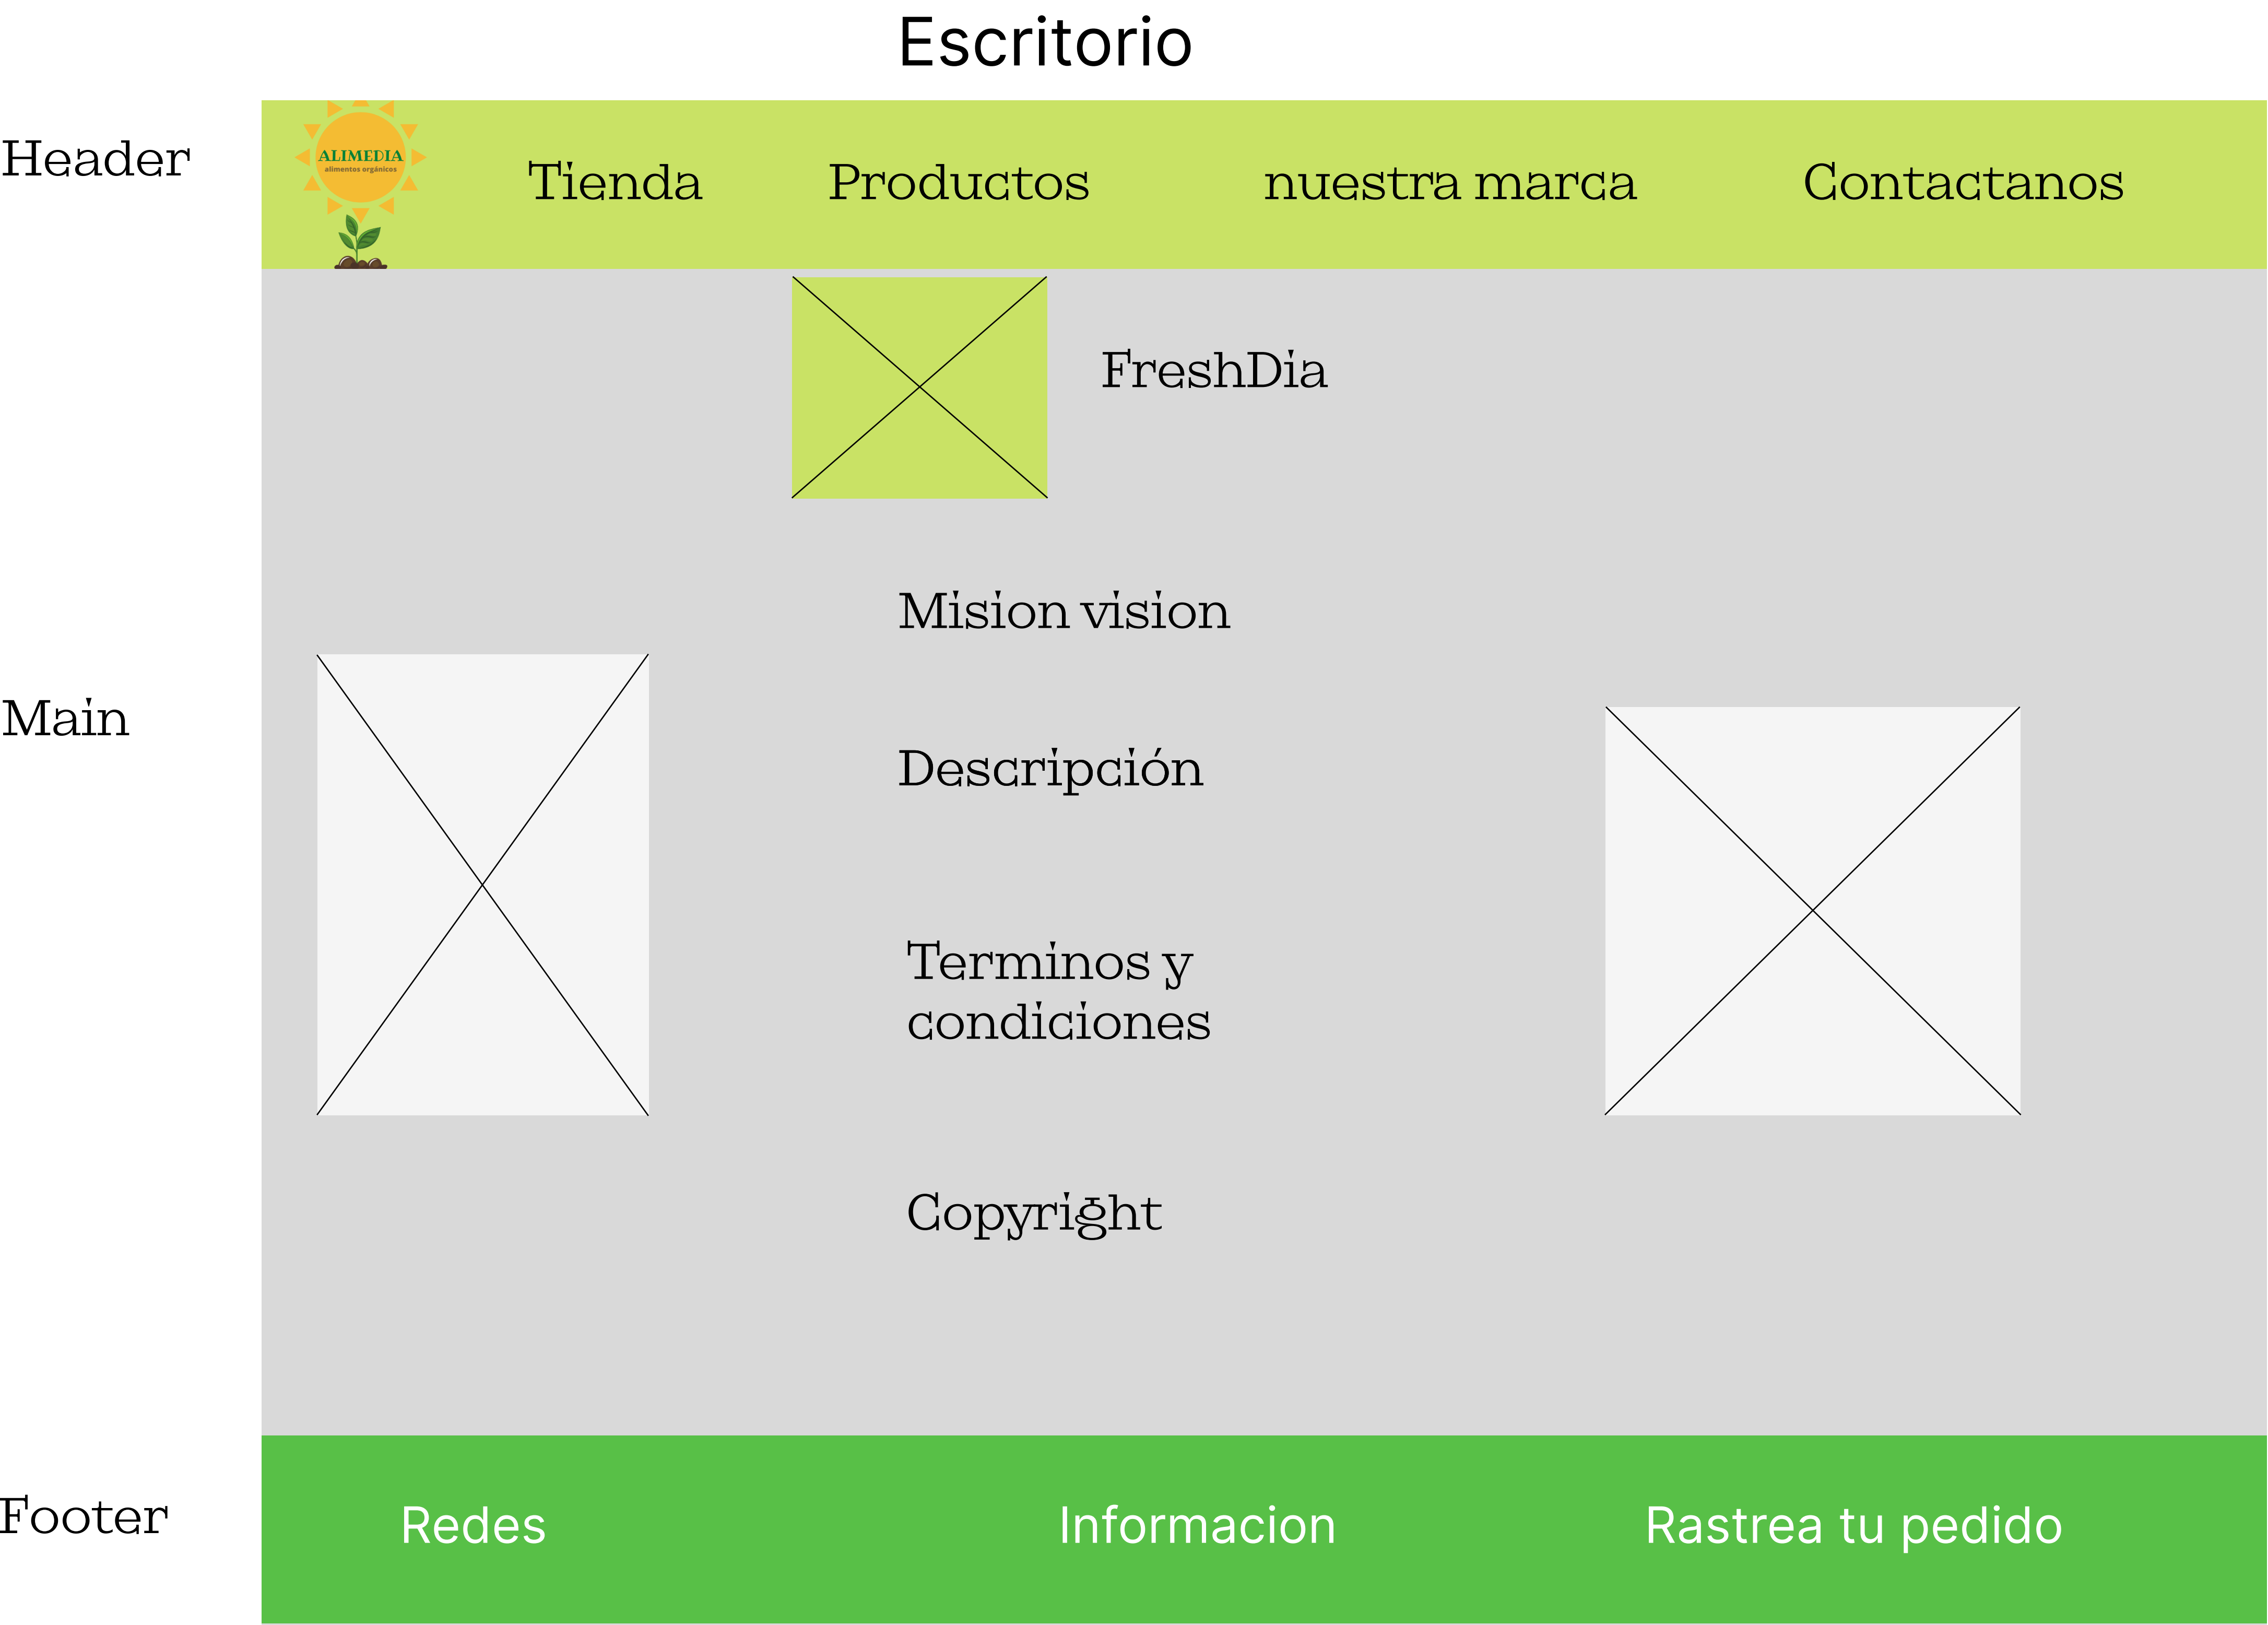 Escritorio
Header
ALIMEDIA
alimentos orgánicos
Tienda
Productos
nuestra marca
Contactanos
FreshDia
Mision vision
Main
Descripción
Terminos y
condiciones
Copyright
Footer
Redes
Informacion
Rastrea tu pedido